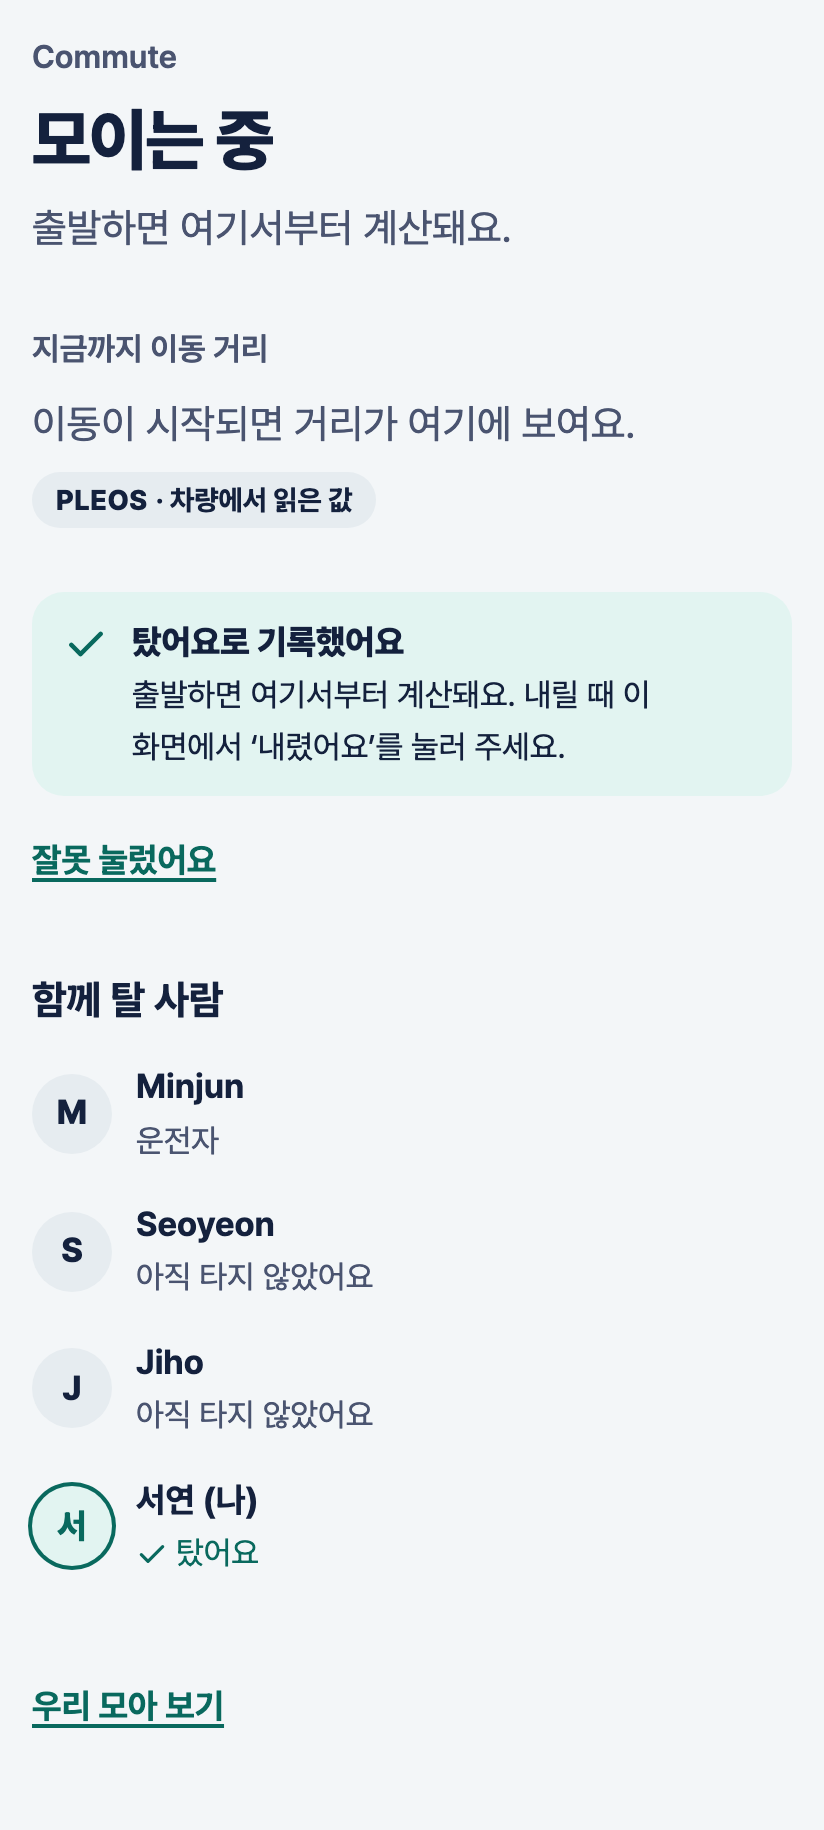 Commute
모이는 중
출발하면 여기서부터 계산돼요.
지금까지 이동 거리
이동이 시작되면 거리가 여기에 보여요.
PLEOS · 차량에서 읽은 값
탔어요로 기록했어요
출발하면 여기서부터 계산돼요. 내릴 때 이
화면에서 ‘내렸어요’를 눌러 주세요.
잘못 눌렀어요
함께 탈 사람
M
Minjun
운전자
S
Seoyeon
아직 타지 않았어요
J
Jiho
아직 타지 않았어요
서
서연 (나)
탔어요
우리 모아 보기